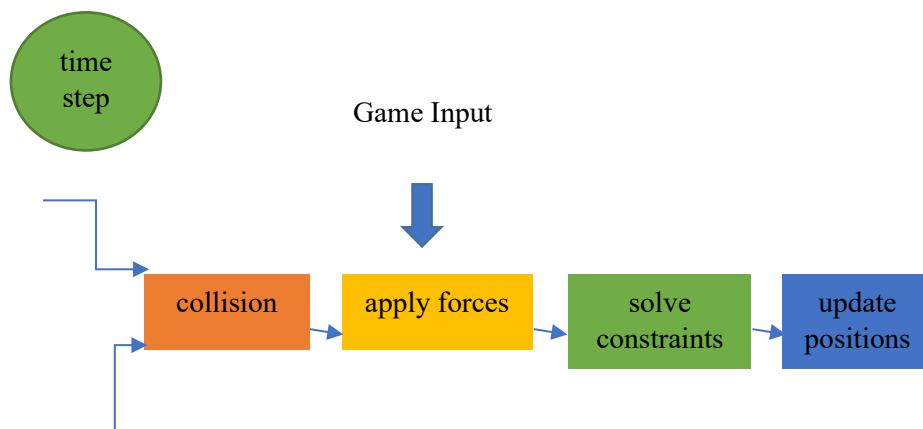 time
step
Game Input
collision
apply forces
solve
constraints
update
positions